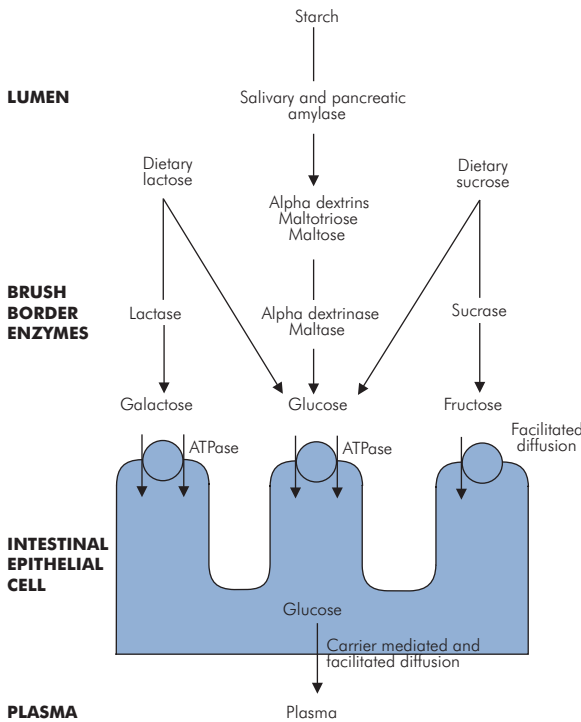 Starch
LUMEN
Salivary and pancreatic
amylase
Dietary
lactose
Dietary
sucrose
Alpha dextrins
Maltotriose
Maltose
BRUSH
BORDER
ENZYMES
Lactase
Alpha dextrinase
Maltase
Sucrase
Galactose
Glucose
Fructose
ATPase
ATPase
Facilitated
diffusion
INTESTINAL
EPITHELIAL
CELL
Glucose
Carrier mediated and
facilitated diffusion
PLASMA
Plasma